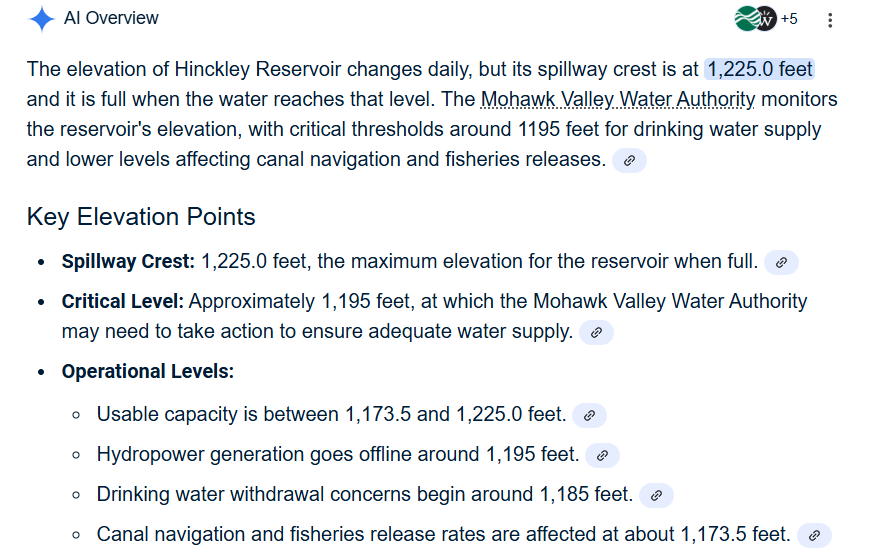 AI Overview
+5
The elevation of Hinckley Reservoir changes daily, but its spillway crest is at 1,225.0 feet
and it is full when the water reaches that level. The Mohawk Valley Water Authority monitors
the reservoir's elevation, with critical thresholds around 1195 feet for drinking water supply
and lower levels affecting canal navigation and fisheries releases.
Key Elevation Points
• Spillway Crest: 1,225.0 feet, the maximum elevation for the reservoir when full.
• Critical Level: Approximately 1,195 feet, at which the Mohawk Valley Water Authority
may need to take action to ensure adequate water supply.
• Operational Levels:
◦ Usable capacity is between 1,173.5 and 1,225.0 feet.
◦ Hydropower generation goes offline around 1,195 feet.
◦ Drinking water withdrawal concerns begin around 1,185 feet.
◦ Canal navigation and fisheries release rates are affected at about 1,173.5 feet.